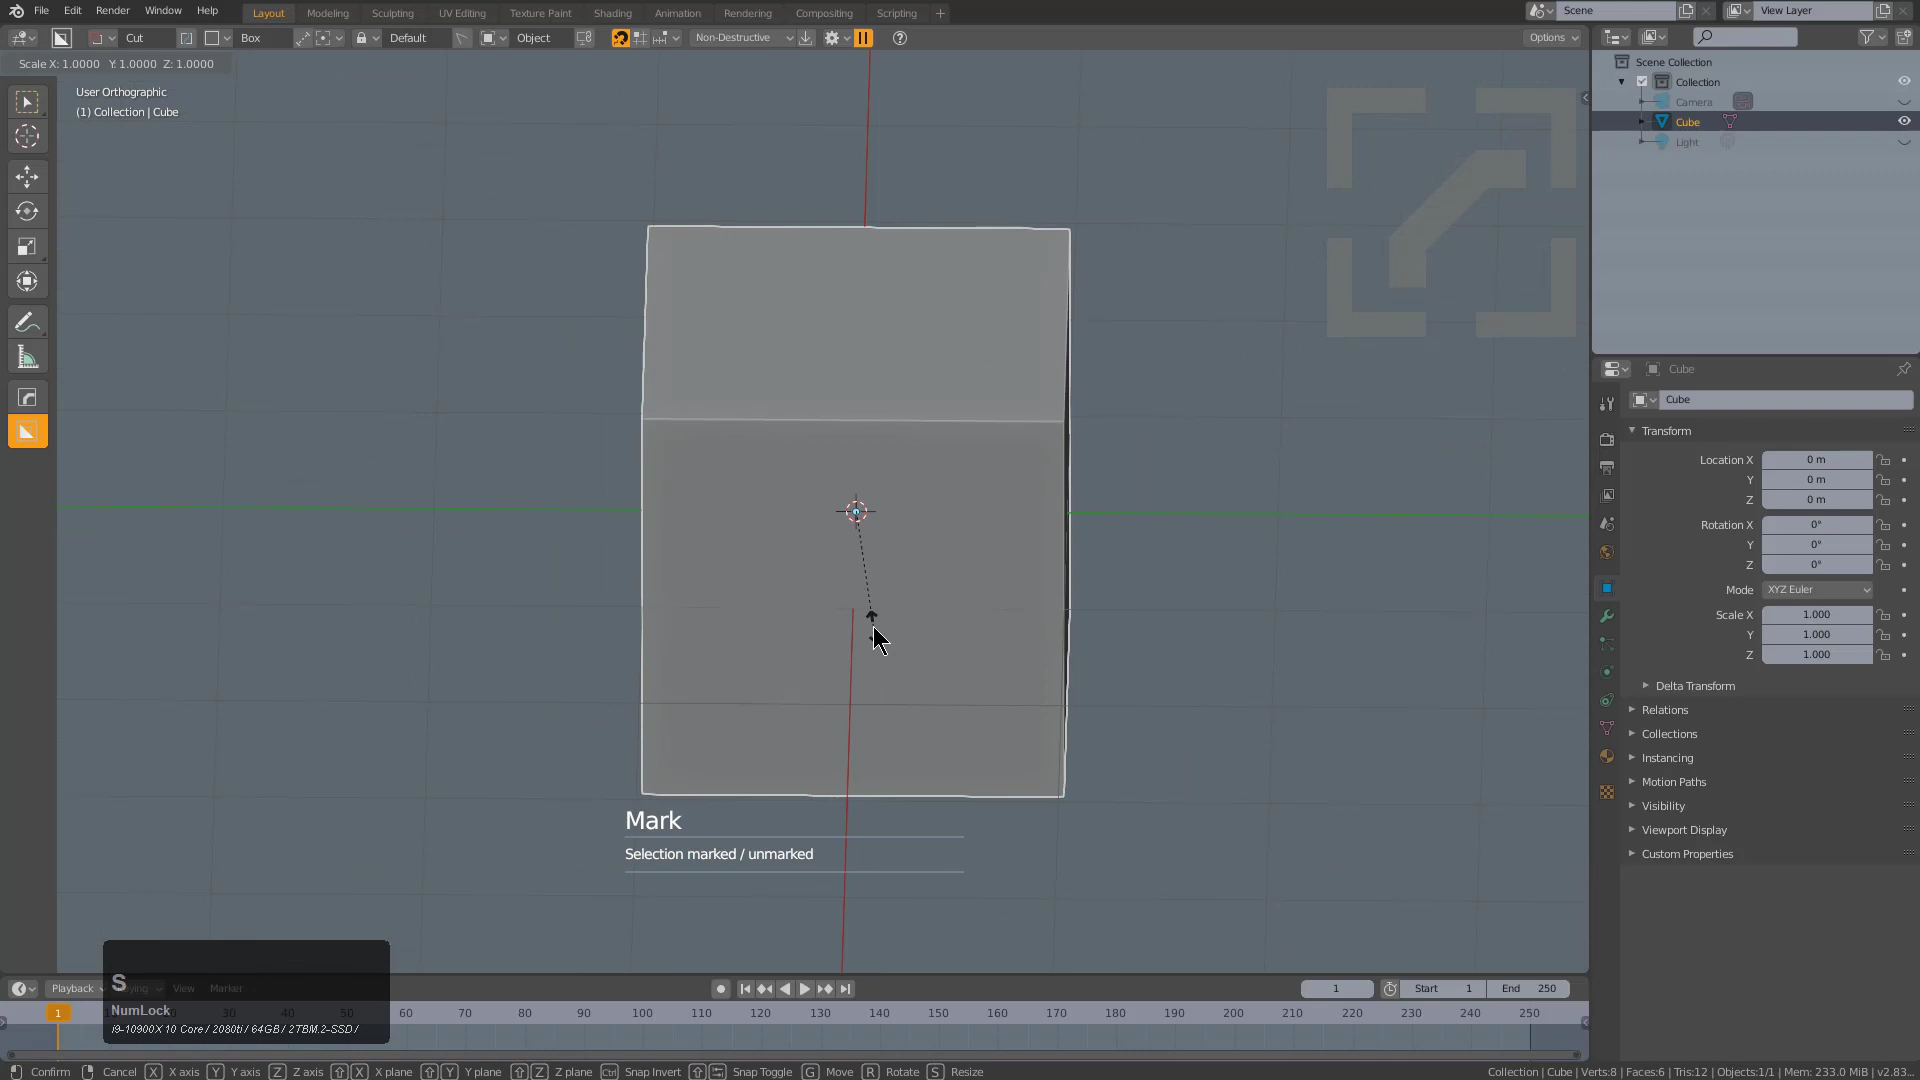 File Edit Render Window Help
Layout Modeling Sculpting UV Editing Texture Paint Shading Animation Rendering Compositing Scripting +
Scene View Layer
Cut Box Default Object Non-Destructive Options
Scale X: 1.0000 Y: 1.0000 Z: 1.0000
User Orthographic
(1) Collection | Cube
Scene Collection
Collection
Camera
Cube
Light
Cube
Cube
Transform
Location X 0 m
Y 0 m
Z 0 m
Rotation X 0°
Y 0°
Z 0°
Mode XYZ Euler
Scale X 1.000
Y 1.000
Z 1.000
Delta Transform
Relations
Collections
Instancing
Motion Paths
Visibility
Viewport Display
Custom Properties
Mark
Selection marked / unmarked
S
NumLock
i9-10900X 10 Core / 2080ti / 64GB / 2TBM.2-SSD /
Playback View Marker
1 Start 1 End 250
1 60 70 80 90 100 110 120 130 140 150 160 170 180 190 200 210 220 230 240 250
Confirm Cancel X X axis Y Y axis Z Z axis X X plane Y Y plane Z Z plane Ctrl Snap Invert Snap Toggle G Move R Rotate S Resize
Collection | Cube | Verts:8 | Faces:6 | Tris:12 | Objects:1/1 | Mem: 233.0 MiB | v2.83...